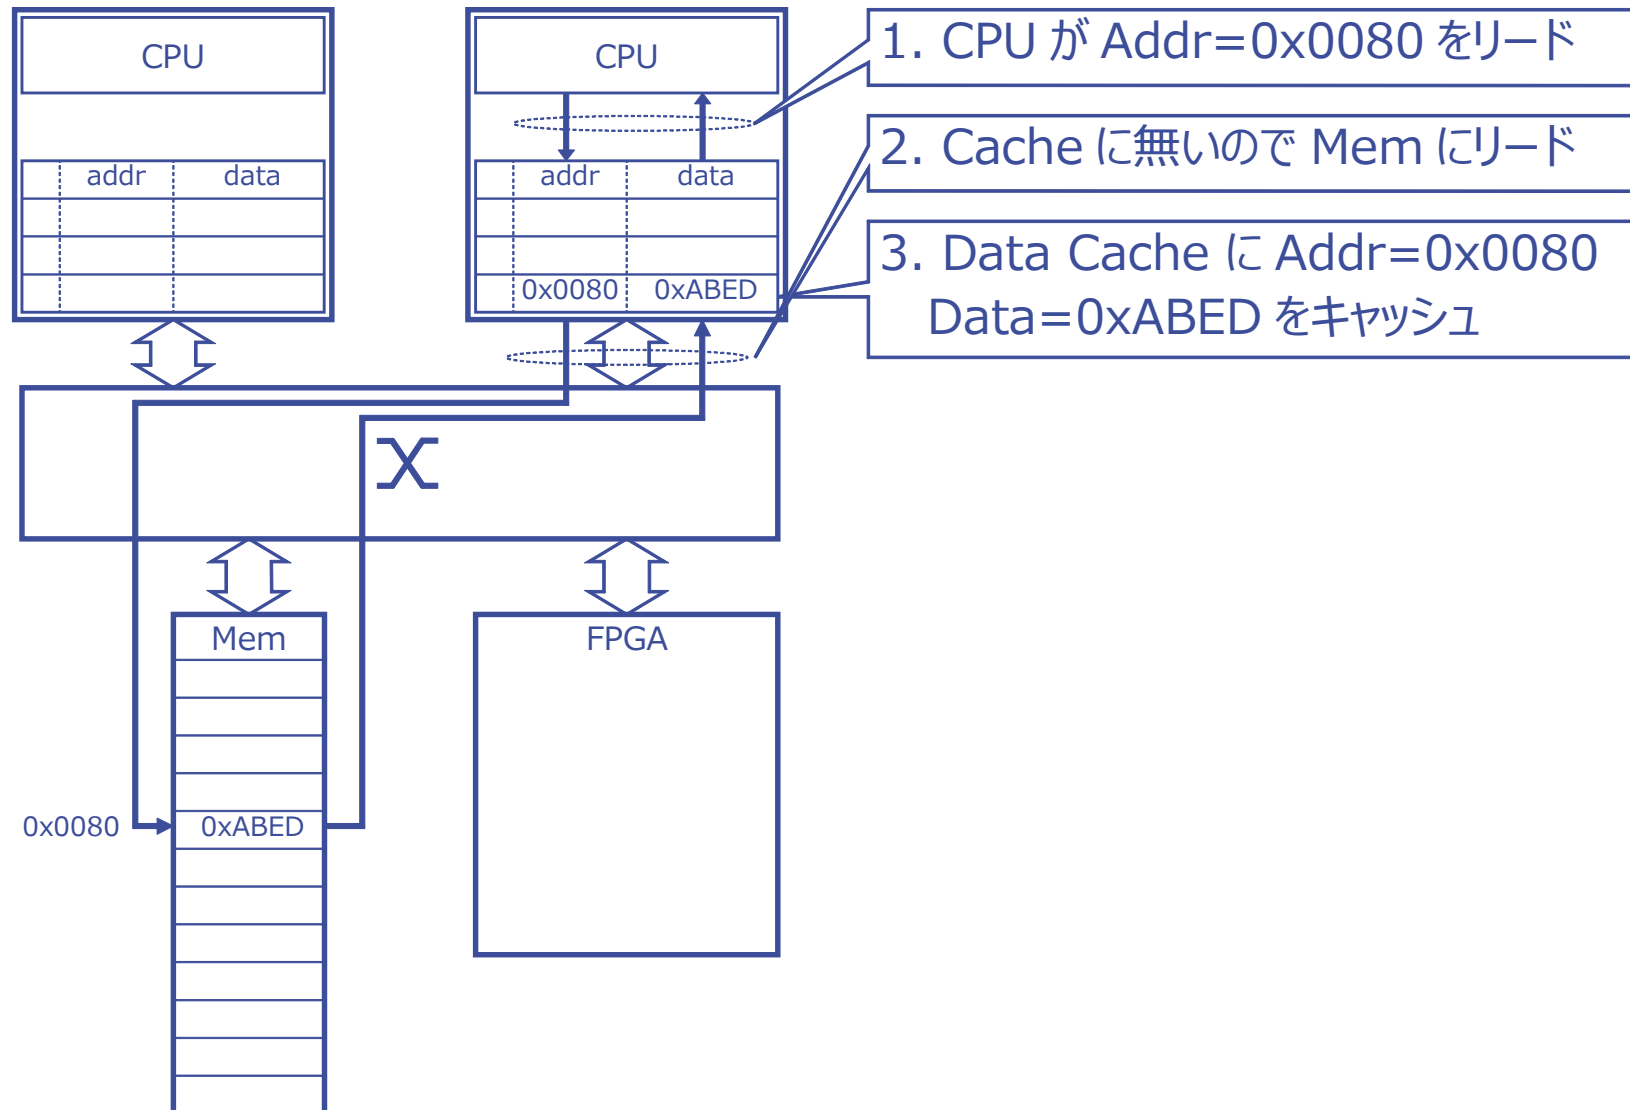 CPU
addr data
CPU
addr data
0x0080 0xABED
1. CPU が Addr=0x0080 をリード
2. Cache に無いので Mem にリード
3. Data Cache に Addr=0x0080
Data=0xABED をキャッシュ
Mem
0x0080 0xABED
FPGA